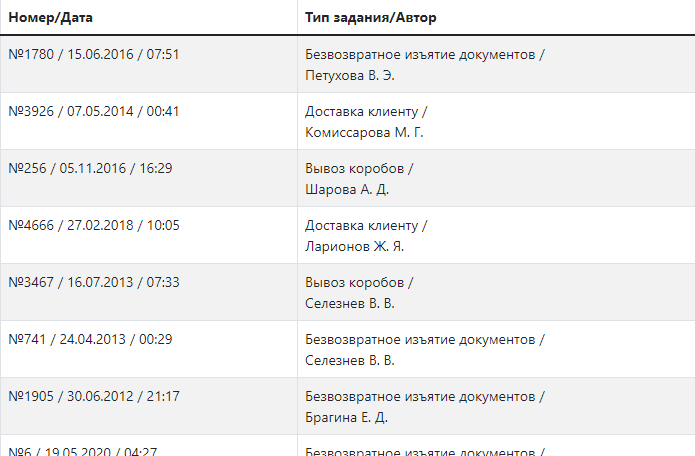 Номер/Дата
Тип задания/Автор
№1780 / 15.06.2016 / 07:51
Безвозвратное изъятие документов /
Петухова В. Э.
№3926 / 07.05.2014 / 00:41
Доставка клиенту /
Комиссарова М. Г.
№256 / 05.11.2016 / 16:29
Вывоз коробов /
Шарова А. Д.
№4666 / 27.02.2018 / 10:05
Доставка клиенту /
Ларионов Ж. Я.
№3467 / 16.07.2013 / 07:33
Вывоз коробов /
Селезнев В. В.
№741 / 24.04.2013 / 00:29
Безвозвратное изъятие документов /
Селезнев В. В.
№1905 / 30.06.2012 / 21:17
Безвозвратное изъятие документов /
Брагина Е. Д.
№6 / 19.05.2020 / 04:27
Безвозвратное изъятие документов /